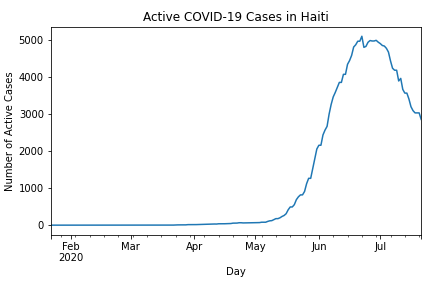 Active COVID-19 Cases in Haiti
Number of Active Cases
5000
4000
3000
2000
1000
0
Feb Mar Apr May Jun Jul
2020
Day